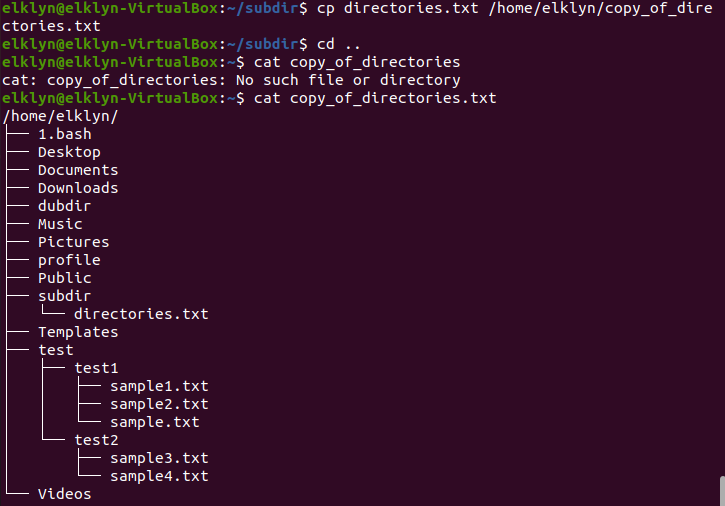 elklyn@elklyn-VirtualBox:~/subdir$ cp directories.txt /home/elklyn/copy_of_dire
ctories.txt
elklyn@elklyn-VirtualBox:~/subdir$ cd ..
elklyn@elklyn-VirtualBox:~$ cat copy_of_directories
cat: copy_of_directories: No such file or directory
elklyn@elklyn-VirtualBox:~$ cat copy_of_directories.txt
/home/elklyn/
├── 1.bash
├── Desktop
├── Documents
├── Downloads
├── dubdir
├── Music
├── Pictures
├── profile
├── Public
├── subdir
│   └── directories.txt
├── Templates
├── test
│   ├── test1
│   │   ├── sample1.txt
│   │   ├── sample2.txt
│   │   └── sample.txt
│   └── test2
│       ├── sample3.txt
│       └── sample4.txt
└── Videos